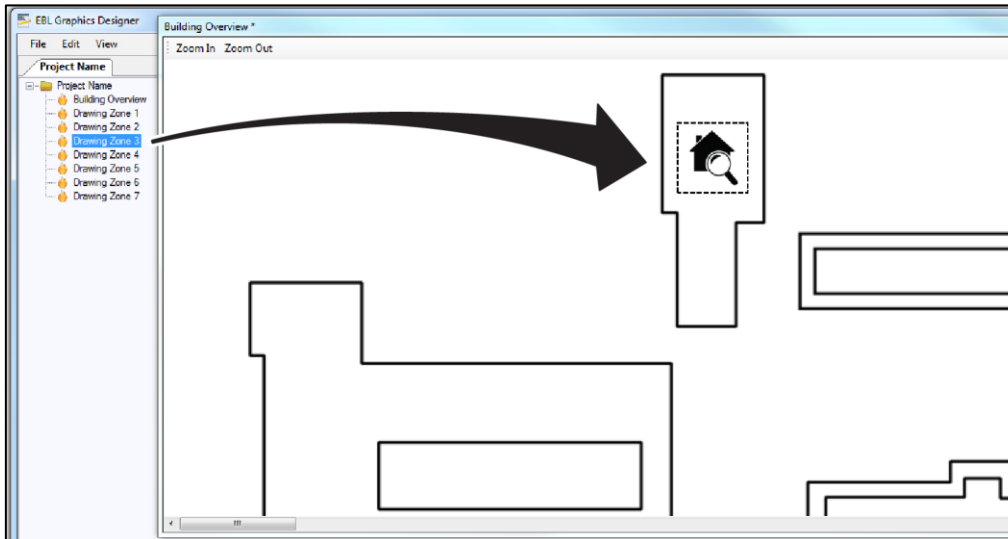 EBL Graphics Designer
File Edit View
Project Name
Project Name
Building Overview
Drawing Zone 1
Drawing Zone 2
Drawing Zone 3
Drawing Zone 4
Drawing Zone 5
Drawing Zone 6
Drawing Zone 7
Building Overview *
Zoom In Zoom Out